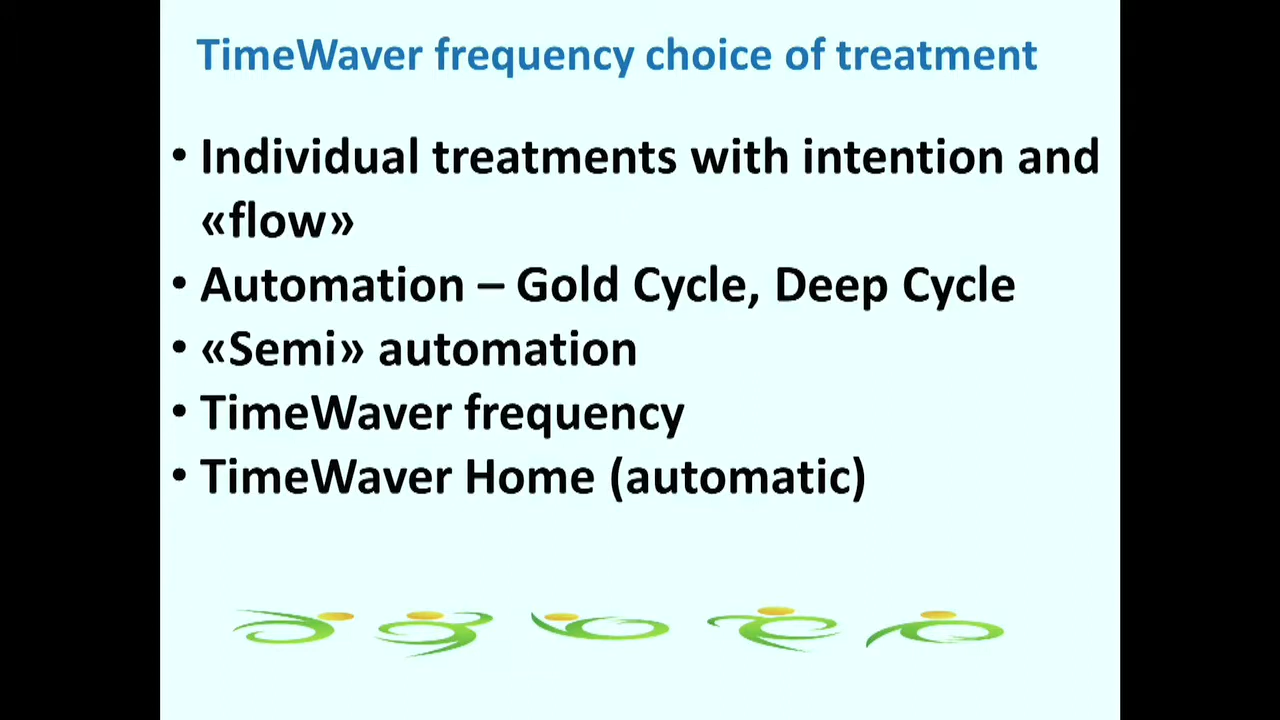 TimeWaver frequency choice of treatment
• Individual treatments with intention and
«flow»
• Automation – Gold Cycle, Deep Cycle
• «Semi» automation
• TimeWaver frequency
• TimeWaver Home (automatic)